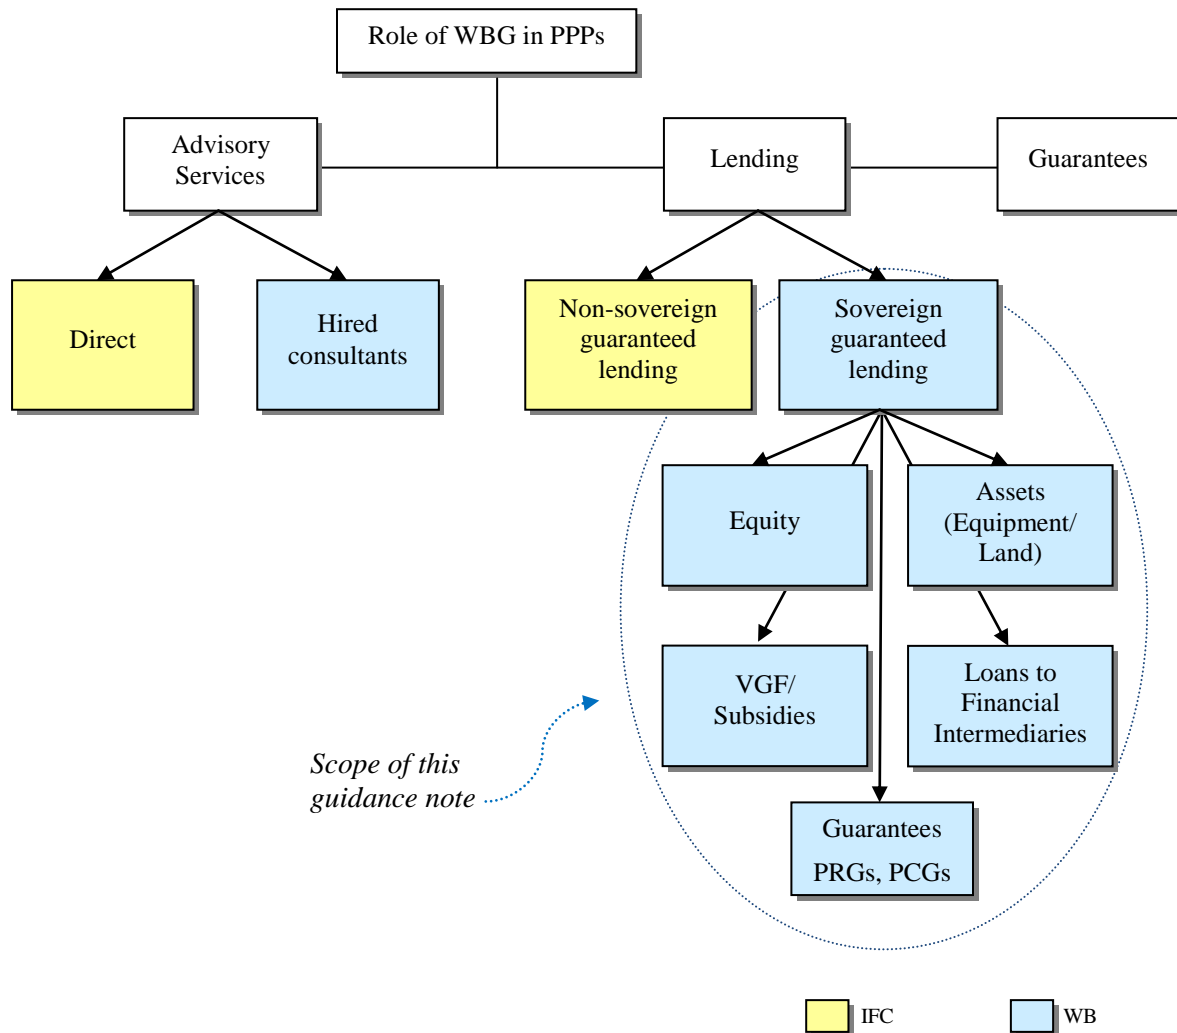 Role of WBG in PPPs
Advisory
Services
Lending
Guarantees
Direct
Hired
consultants
Non-sovereign
guaranteed
lending
Sovereign
guaranteed
lending
Equity
Assets
(Equipment/
Land)
VGF/
Subsidies
Loans to
Financial
Intermediaries
Scope of this
guidance note
Guarantees
PRGs, PCGs
IFC
WB